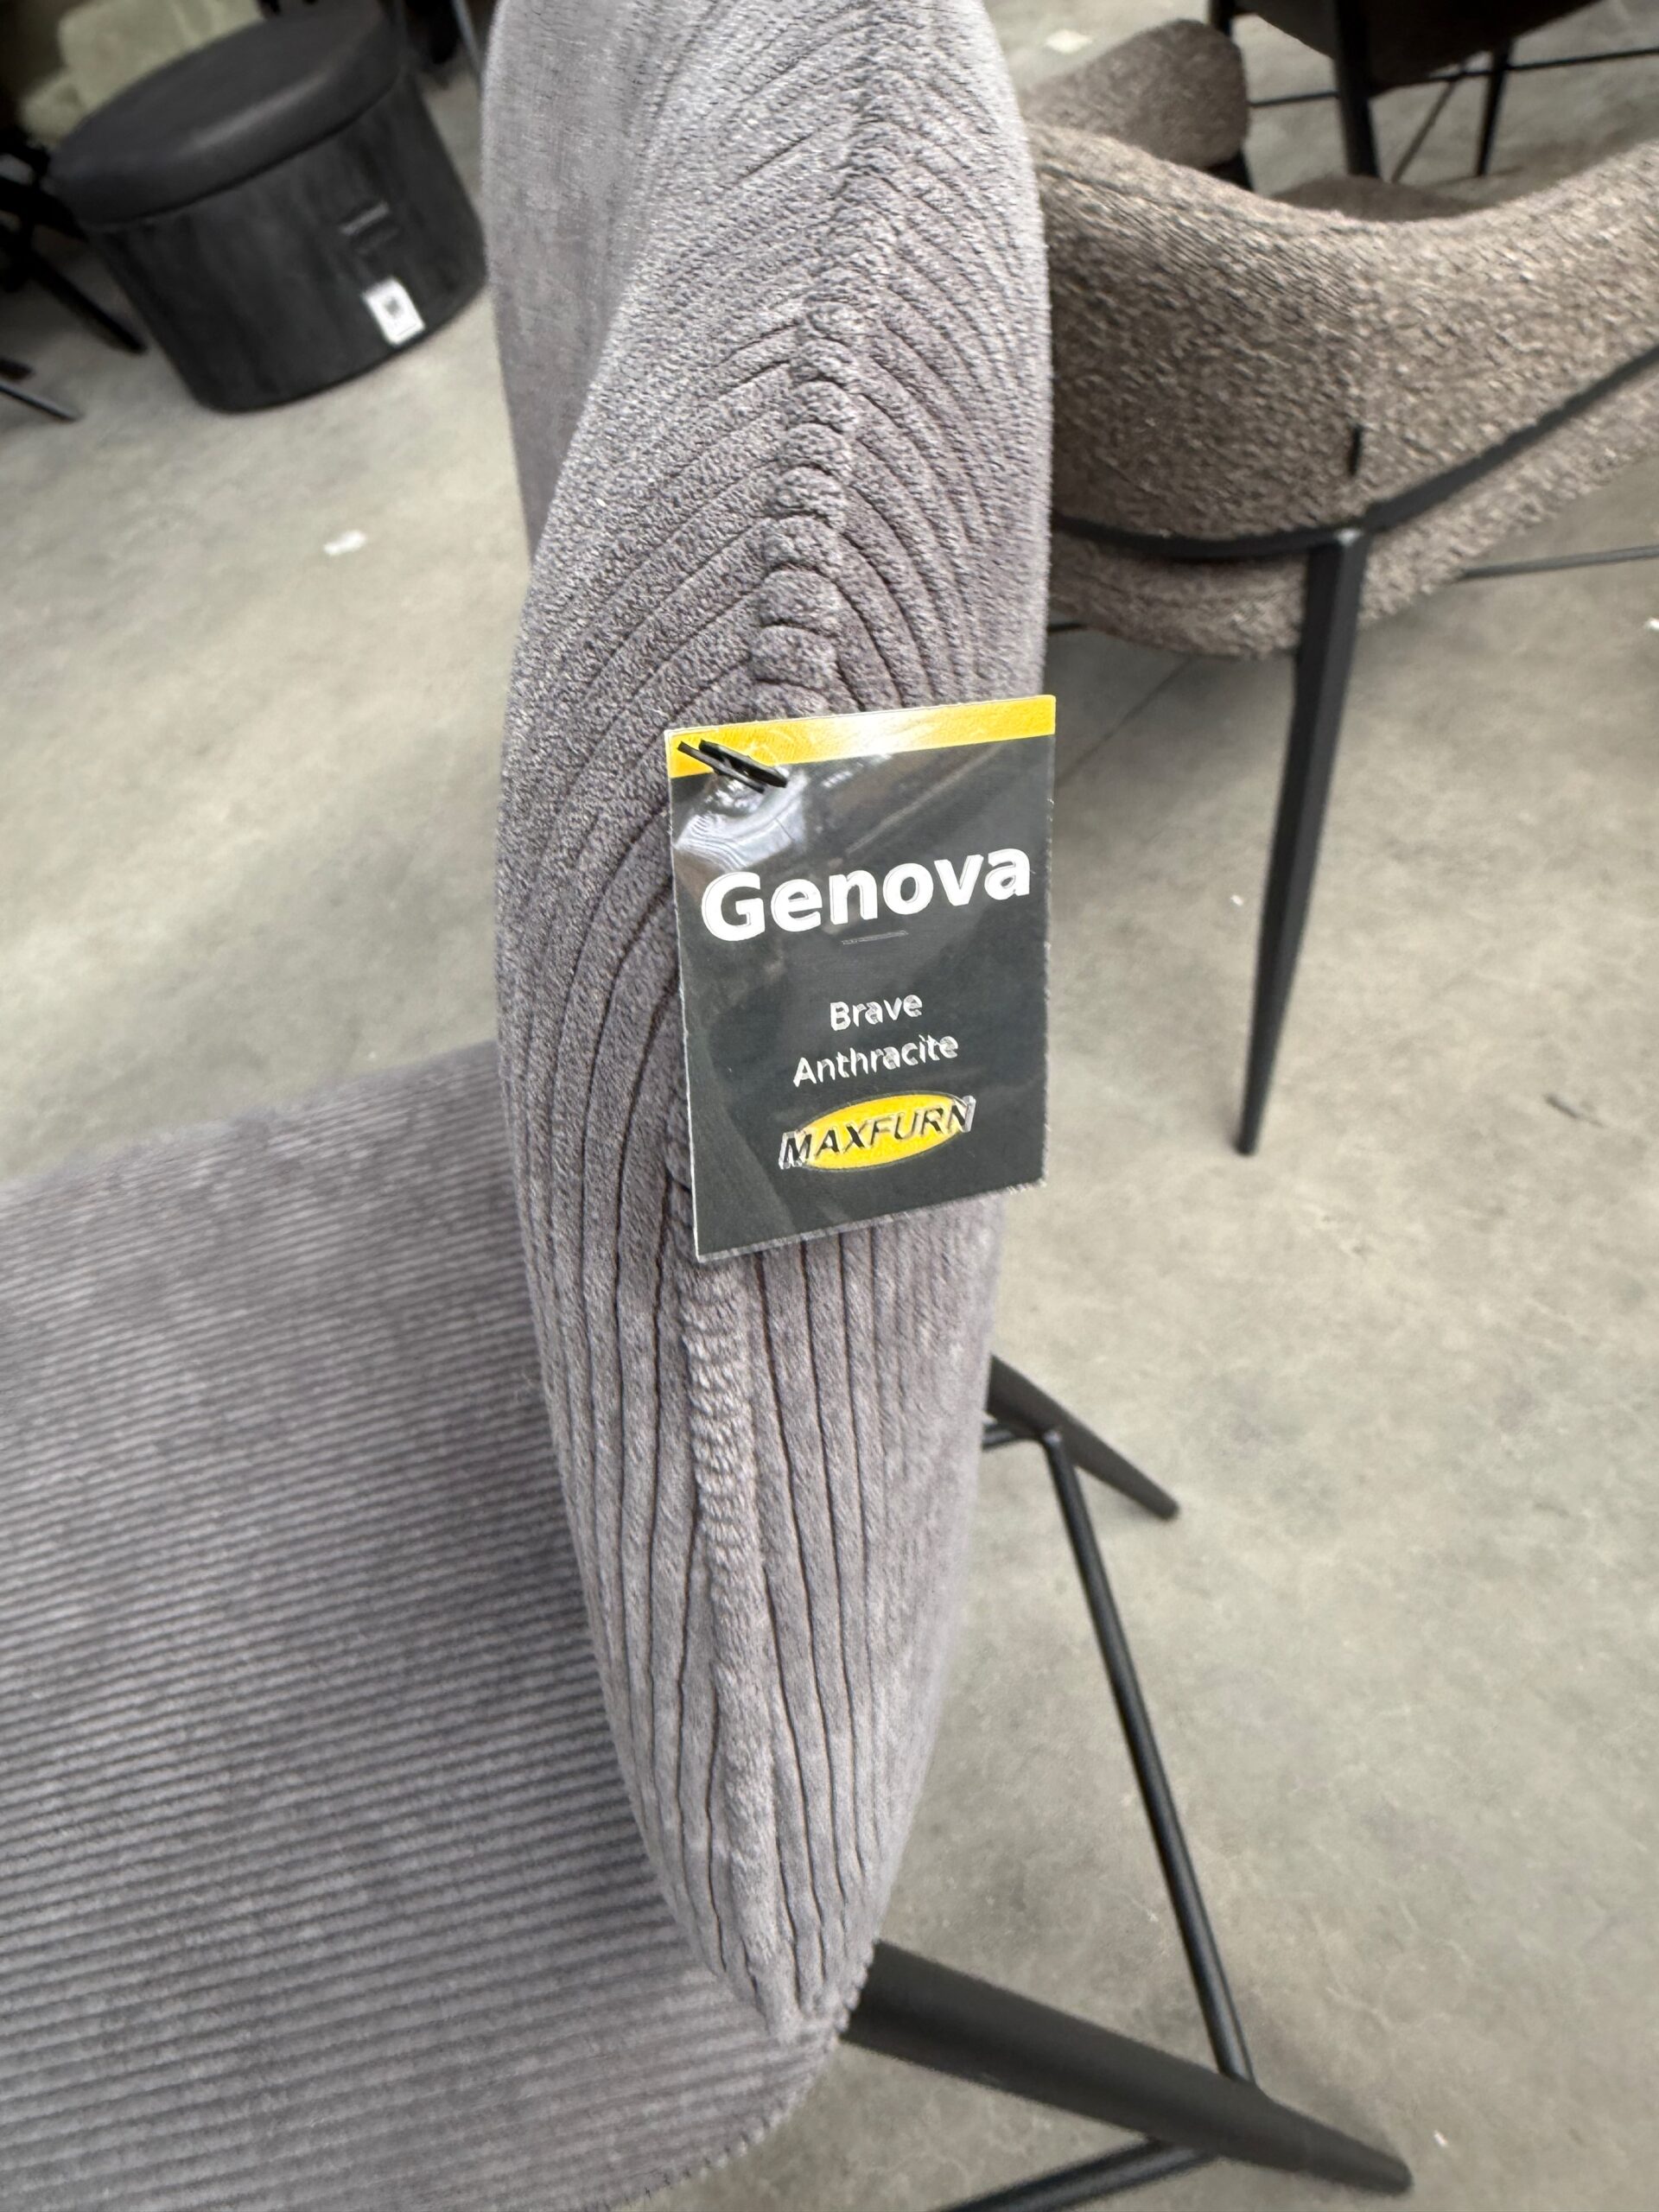 Genova
Brave
Anthracite
MAXFURN